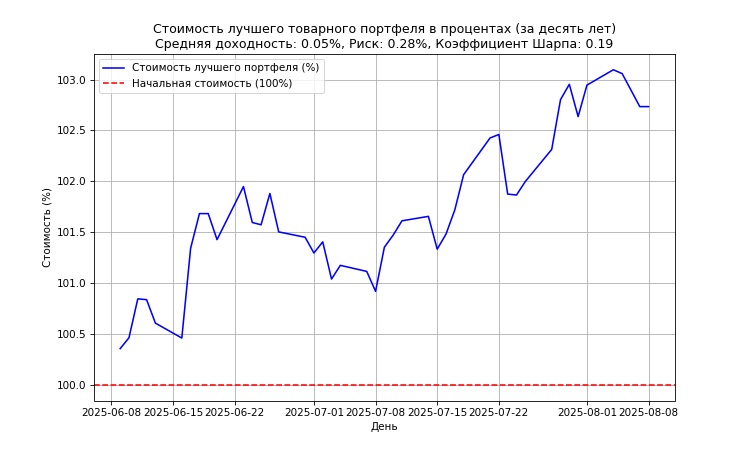 Стоимость лучшего товарного портфеля в процентах (за десять лет)
Средняя доходность: 0.05%, Риск: 0.28%, Коэффициент Шарпа: 0.19
Стоимость лучшего портфеля (%)
Начальная стоимость (100%)
Стоимость (%)
103.0
102.5
102.0
101.5
101.0
100.5
100.0
2025-06-08 2025-06-15 2025-06-22 2025-07-01 2025-07-08 2025-07-15 2025-07-22 2025-08-01 2025-08-08
День